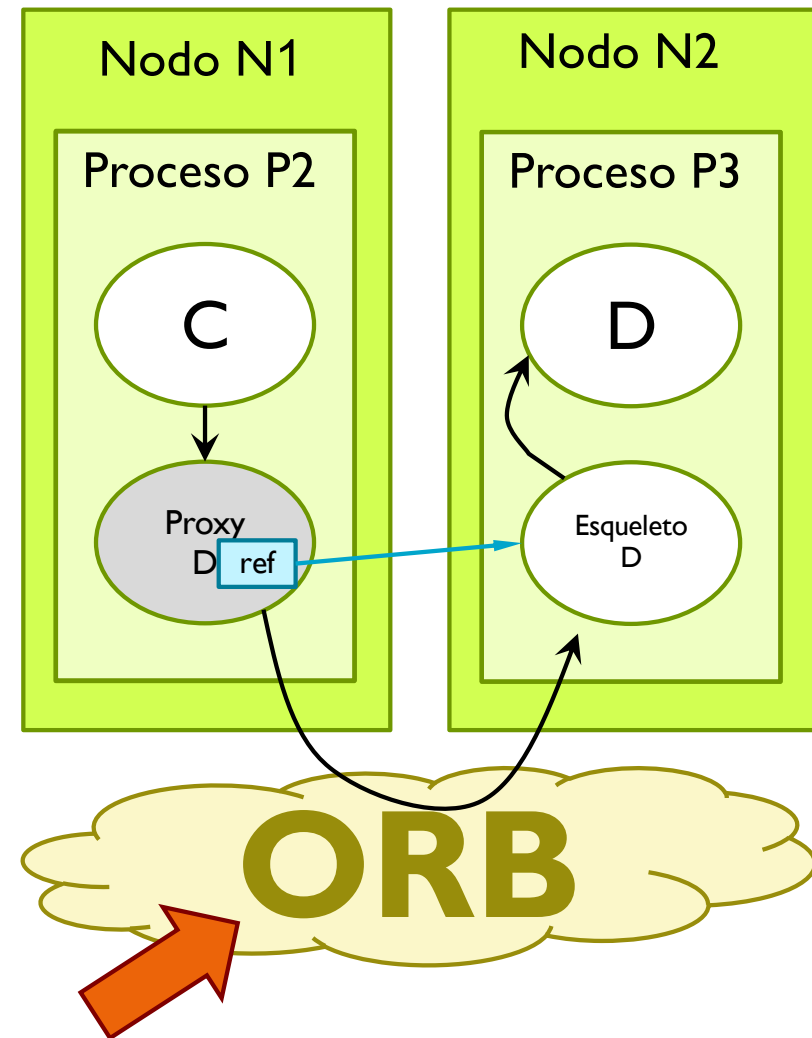 Nodo N1
Nodo N2
Proceso P2
Proceso P3
C
D
Proxy
D
ref
Esqueleto
D
ORB